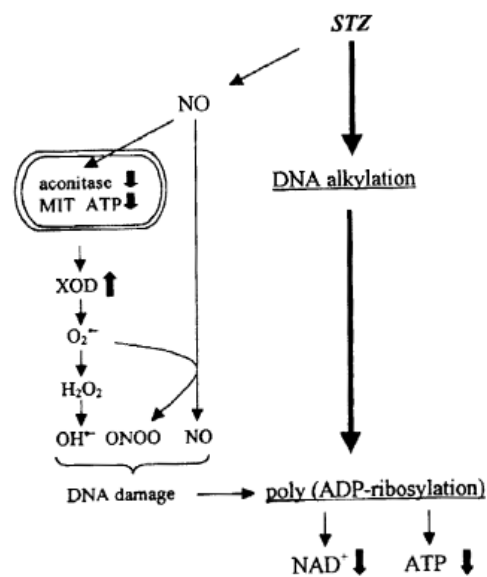 STZ
NO
DNA alkylation
aconitase
MIT ATP
XOD
O₂•−
H₂O₂
OH•− ONOO NO
DNA damage
poly (ADP-ribosylation)
NAD⁺ ATP